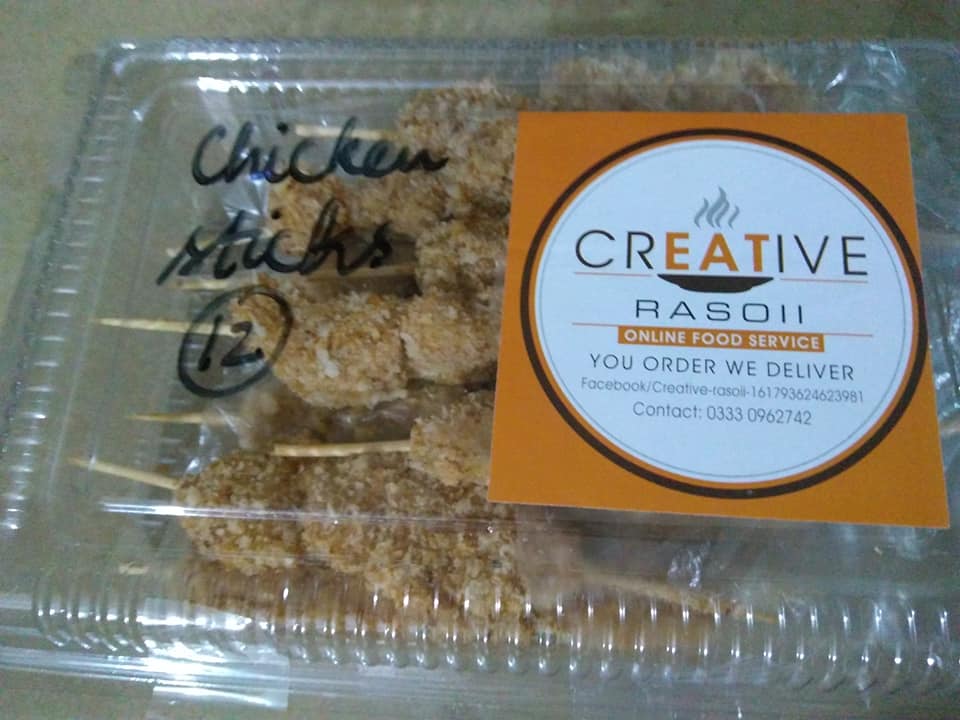 Chicken
sticks
12
CREATIVE
RASOII
ONLINE FOOD SERVICE
YOU ORDER WE DELIVER
Facebook/Creative-rasoii-161793624623981
Contact: 0333 0962742